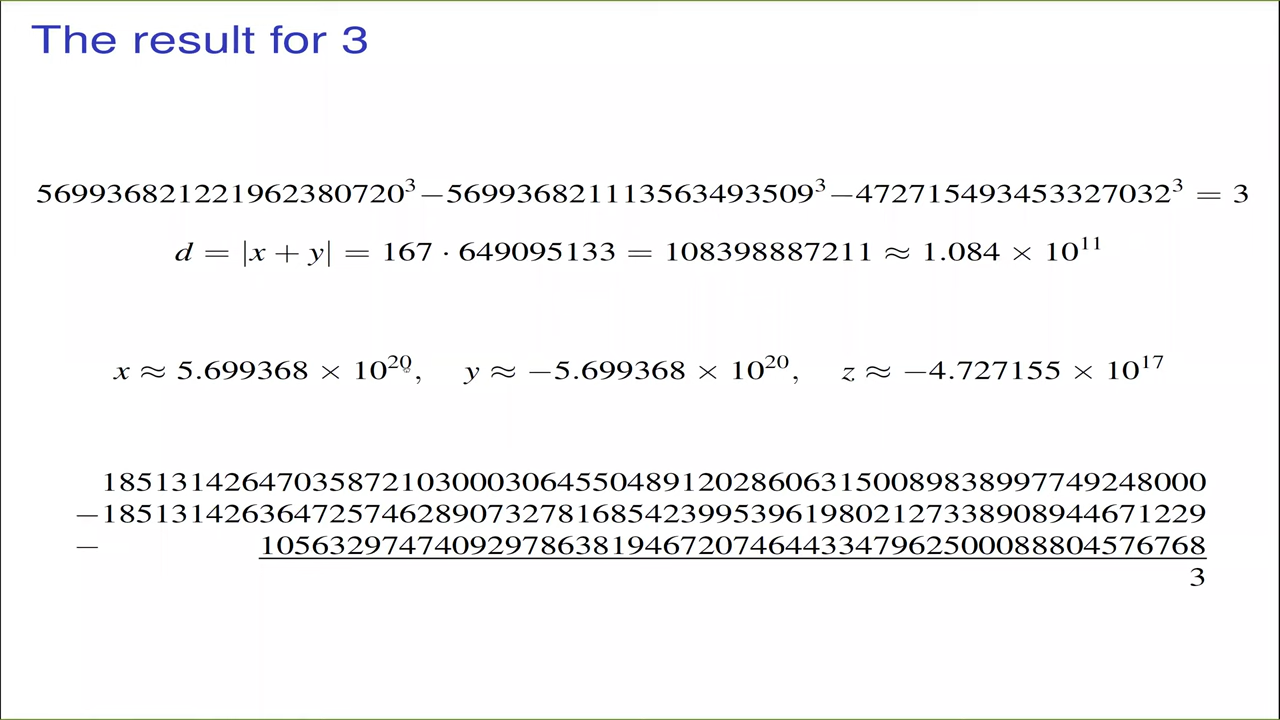 The result for 3
569936821221962380720³−569936821113563493509³−472715493453327032³ = 3
d = |x + y| = 167 · 649095133 = 108398887211 ≈ 1.084 × 10¹¹
x ≈ 5.699368 × 10²⁰, y ≈ −5.699368 × 10²⁰, z ≈ −4.727155 × 10¹⁷
185131426470358721030003064550489120286063150089838997749248000
−185131426364725746289073278168542399539619802127338908944671229
− 105632974740929786381946720746443347962500088804576768
3